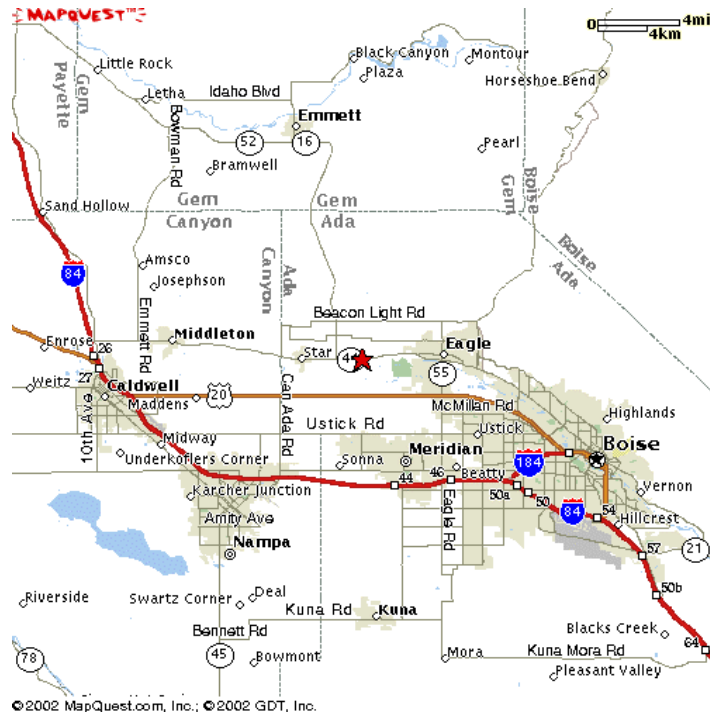 MAPQUEST™
0 4mi
4km
Black Canyon
Montour
Little Rock
Plaza
Horseshoe Bend
Gem
Payette
Letha
Idaho Blvd
Bowman Rd
Emmett
52
16
Pearl
Bramwell
Boise
Gem
Gem
Canyon
Gem
Ada
Sand Hollow
Boise
Ada
84
Amsco
Josephson
Ada
Canyon
Emmett Rd
Beacon Light Rd
Enrose
26
Middleton
Star
Eagle
55
27
Weitz
Caldwell
Maddens
20
Can Ada Rd
McMillan Rd
Highlands
10th Ave
Ustick Rd
Ustick
Midway
Meridian
Boise
Underkoflers Corner
Sonna
46
Beatty
184
44
Karcher Junction
50a
50
Vernon
Eagle Rd
84
54
Hillcrest
Amity Ave
Nampa
21
57
Riverside
Swartz Corner
Deal
50b
Kuna Rd
Kuna
Bennett Rd
Blacks Creek
64
78
45
Bowmont
Mora
Kuna Mora Rd
Pleasant Valley
©2002 MapQuest.com, Inc.; ©2002 GDT, Inc.